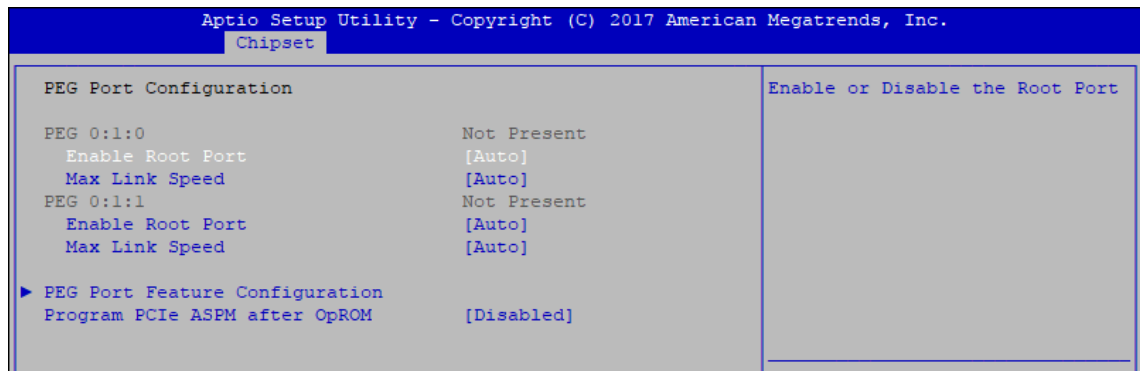 Aptio Setup Utility - Copyright (C) 2017 American Megatrends, Inc.
Chipset
PEG Port Configuration
Enable or Disable the Root Port
PEG 0:1:0 Not Present
Enable Root Port [Auto]
Max Link Speed [Auto]
PEG 0:1:1 Not Present
Enable Root Port [Auto]
Max Link Speed [Auto]
► PEG Port Feature Configuration
Program PCIe ASPM after OpROM [Disabled]